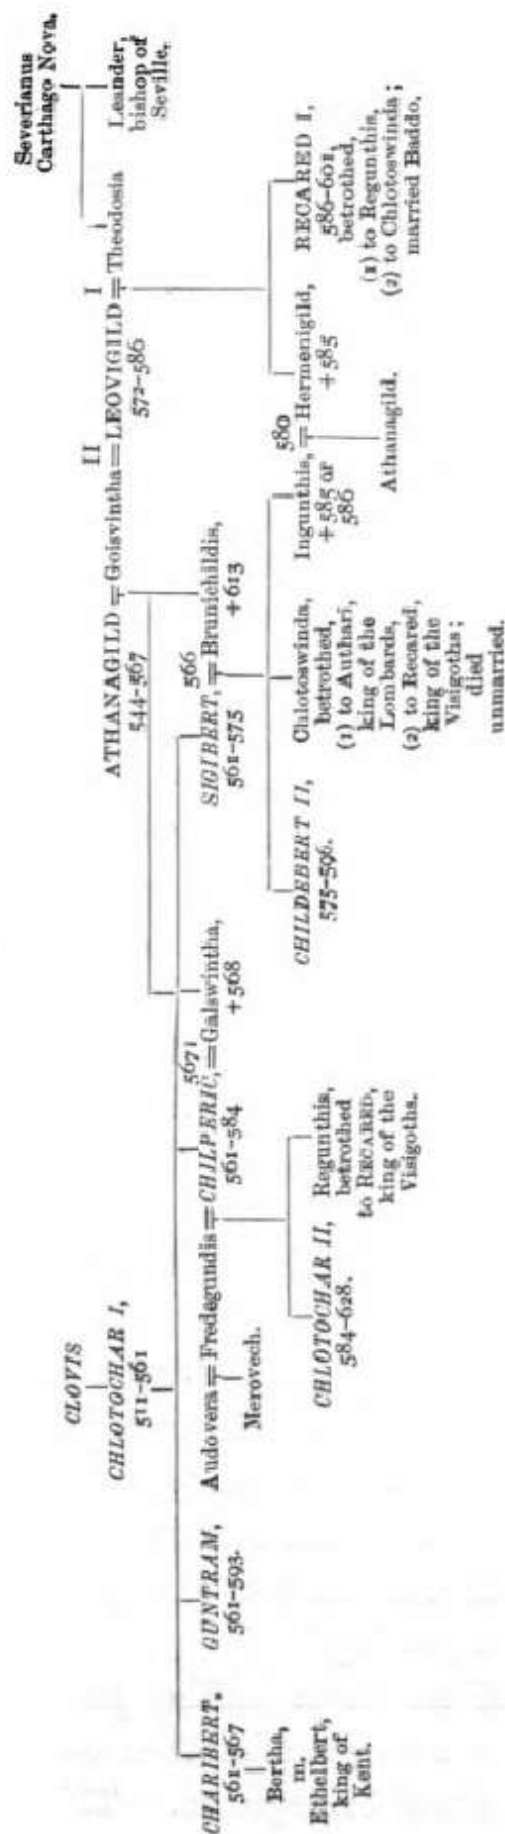 Severianus
Carthago Nova.
Leander,
bishop of
Seville.
II I
ATHANAGILD = Goisvintha = LEOVIGILD = Theodosia
544–567 572–586
CLOVIS
CHLOTOCHAR I,
511–561
566
CHARIBERT, GUNTRAM, Audovera = Fredegundis = CHILPERIC, = Galswintha, SIGIBERT, = Brunichildis,
561–567 561–593. 561–584 5671 +568 561–575 +613
Bertha,
m.
Ethelbert,
king of
Kent.
Merovech.
CHLOTOCHAR II,
584–628.
Regunthis,
betrothed
to RECARED,
king of the
Visigoths.
CHILDEBERT II,
575–596.
Chlotoswinda,
betrothed,
(1) to Authari,
king of the
Lombards,
(2) to Recared,
king of the
Visigoths;
died
unmarried.
580
Ingunthis, = Hermenigild,
+585 or +585
586
Athanagild.
RECARED I,
586–601,
betrothed,
(1) to Regunthis,
(2) to Chlotoswinda;
married Baddo.